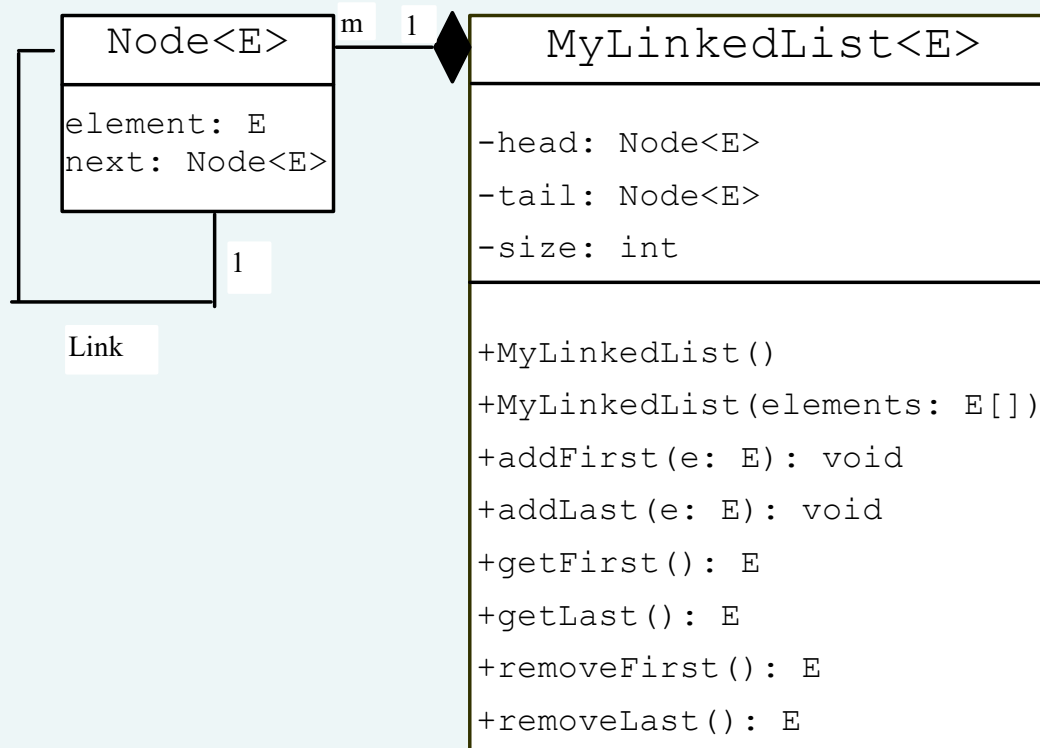 Node<E>
element: E
next: Node<E>
m
1
1
Link
MyLinkedList<E>
-head: Node<E>
-tail: Node<E>
-size: int
+MyLinkedList()
+MyLinkedList(elements: E[])
+addFirst(e: E): void
+addLast(e: E): void
+getFirst(): E
+getLast(): E
+removeFirst(): E
+removeLast(): E